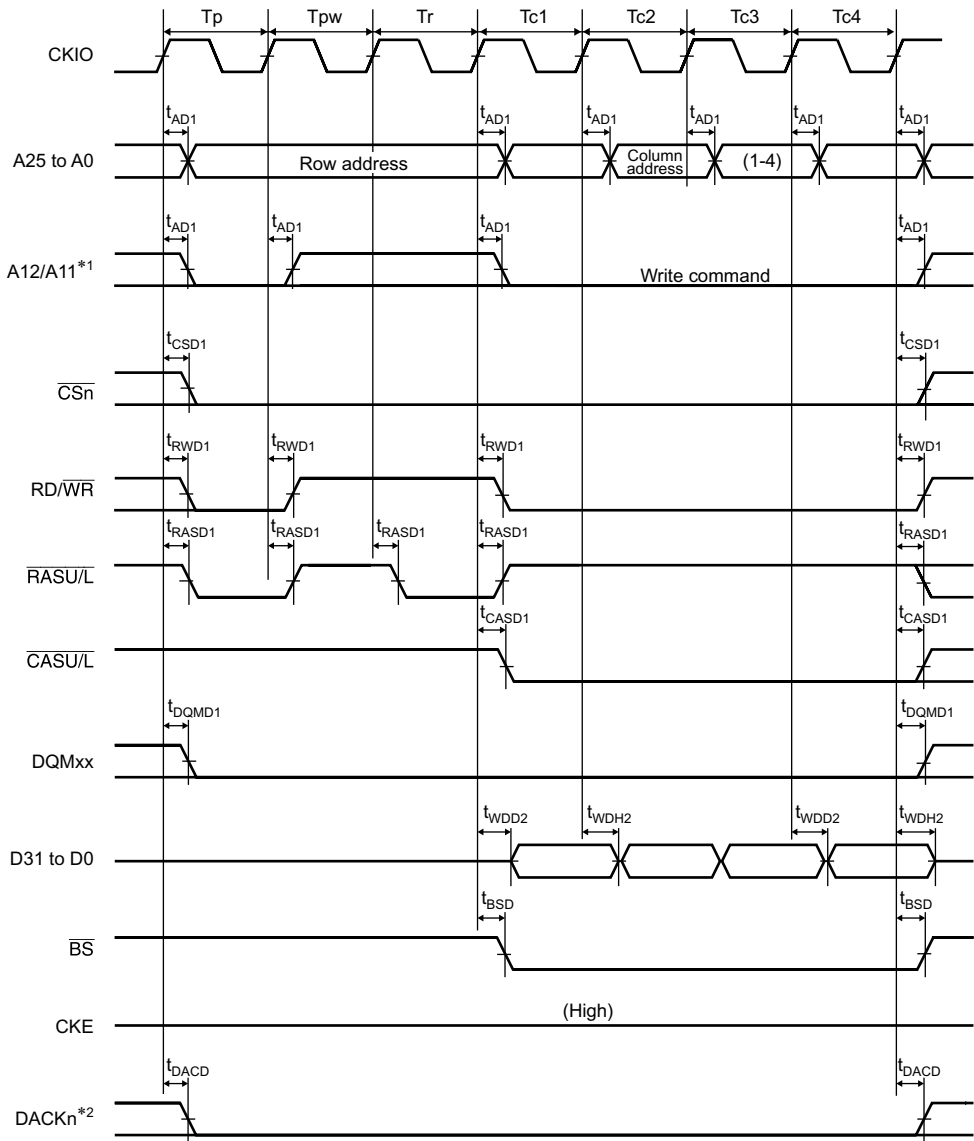 Tp Tpw Tr Tc1 Tc2 Tc3 Tc4
CKIO
tAD1 tAD1 tAD1 tAD1 tAD1 tAD1
A25 to A0 Row address Column address (1-4)
tAD1 tAD1 tAD1 tAD1
A12/A11*1 Write command
tCSD1 tCSD1
CSn
tRWD1 tRWD1 tRWD1 tRWD1
RD/WR
tRASD1 tRASD1 tRASD1 tRASD1 tRASD1
RASU/L
tCASD1 tCASD1
CASU/L
tDQMD1 tDQMD1
DQMxx
tWDD2 tWDH2 tWDD2 tWDH2
D31 to D0
tBSD tBSD
BS
(High)
CKE
tDACD tDACD
DACKn*2